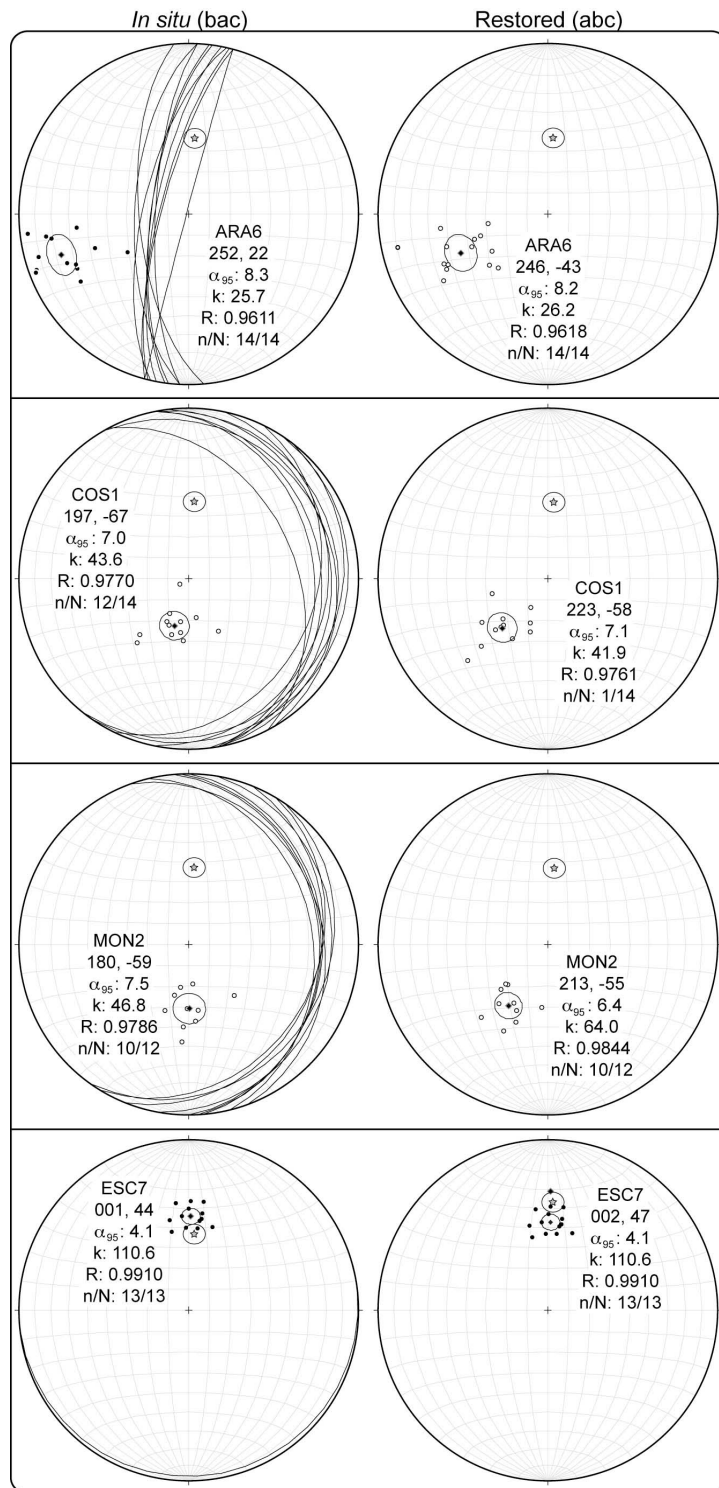 In situ (bac)
Restored (abc)
ARA6
252, 22
α95: 8.3
k: 25.7
R: 0.9611
n/N: 14/14
ARA6
246, -43
α95: 8.2
k: 26.2
R: 0.9618
n/N: 14/14
COS1
197, -67
α95: 7.0
k: 43.6
R: 0.9770
n/N: 12/14
COS1
223, -58
α95: 7.1
k: 41.9
R: 0.9761
n/N: 1/14
MON2
180, -59
α95: 7.5
k: 46.8
R: 0.9786
n/N: 10/12
MON2
213, -55
α95: 6.4
k: 64.0
R: 0.9844
n/N: 10/12
ESC7
001, 44
α95: 4.1
k: 110.6
R: 0.9910
n/N: 13/13
ESC7
002, 47
α95: 4.1
k: 110.6
R: 0.9910
n/N: 13/13